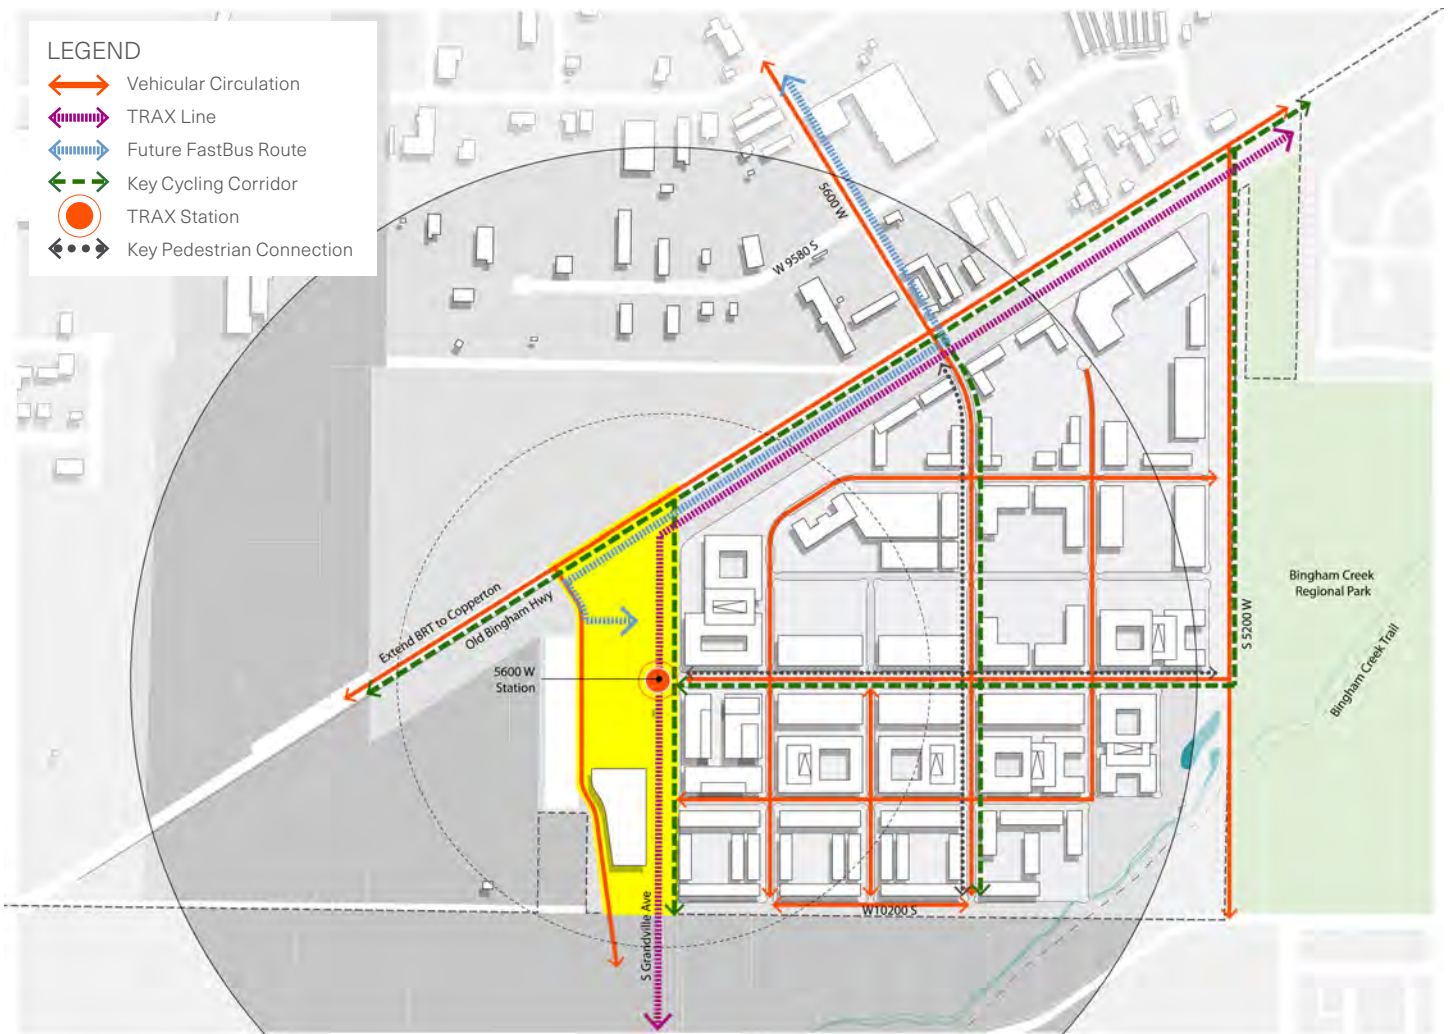 LEGEND
Vehicular Circulation
TRAX Line
Future FastBus Route
Key Cycling Corridor
TRAX Station
Key Pedestrian Connection
5600 W
W 9580 S
Extend BRT to Copperton
Old Bingham Hwy
5600 W
Station
Bingham Creek
Regional Park
S 5200 W
Bingham Creek Trail
W10200 S
S Grandville Ave